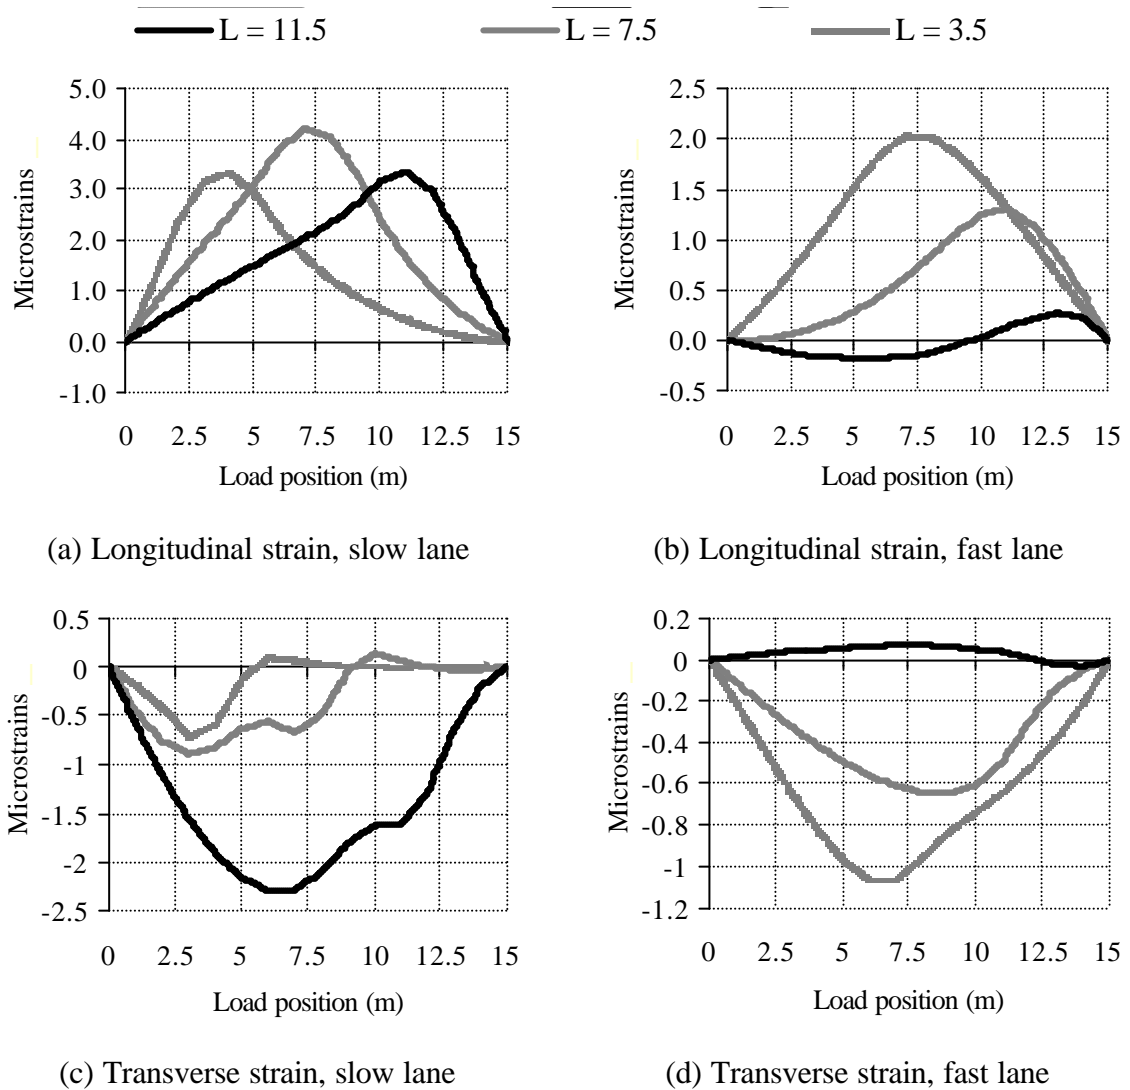 L = 11.5 L = 7.5 L = 3.5
5.0
4.0
3.0
2.0
1.0
0.0
-1.0
Microstrains
0 2.5 5 7.5 10 12.5 15
Load position (m)
(a) Longitudinal strain, slow lane
2.5
2.0
1.5
1.0
0.5
0.0
-0.5
Microstrains
0 2.5 5 7.5 10 12.5 15
Load position (m)
(b) Longitudinal strain, fast lane
0.5
0
-0.5
-1
-1.5
-2
-2.5
Microstrains
0 2.5 5 7.5 10 12.5 15
Load position (m)
(c) Transverse strain, slow lane
0.2
0
-0.2
-0.4
-0.6
-0.8
-1
-1.2
Microstrains
0 2.5 5 7.5 10 12.5 15
Load position (m)
(d) Transverse strain, fast lane